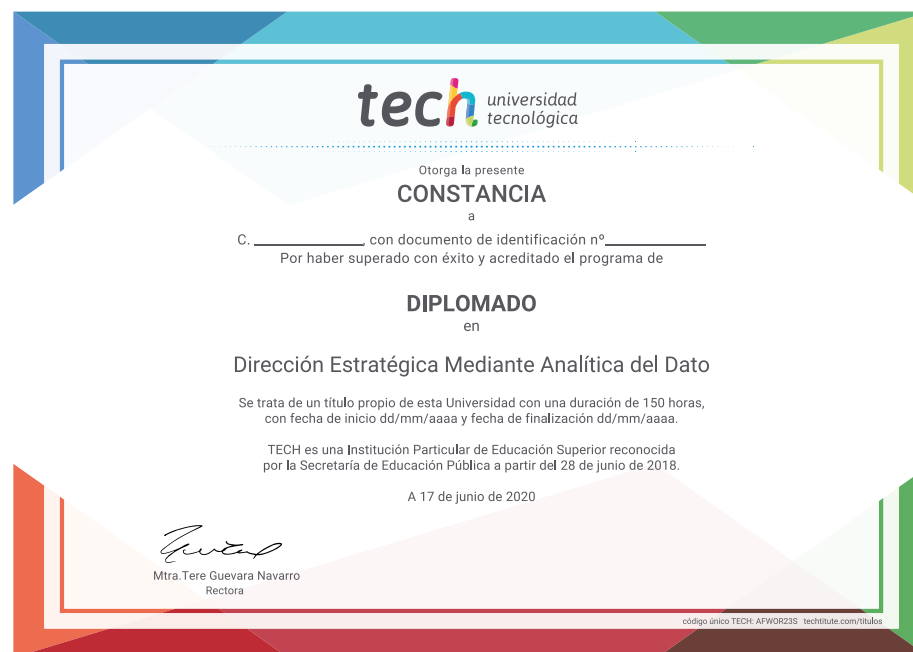 tech universidad
tecnológica
Otorga la presente
CONSTANCIA
a
C. ______________, con documento de identificación nº_____________
Por haber superado con éxito y acreditado el programa de
DIPLOMADO
en
Dirección Estratégica Mediante Analítica del Dato
Se trata de un título propio de esta Universidad con una duración de 150 horas,
con fecha de inicio dd/mm/aaaa y fecha de finalización dd/mm/aaaa.
TECH es una Institución Particular de Educación Superior reconocida
por la Secretaría de Educación Pública a partir del 28 de junio de 2018.
A 17 de junio de 2020
Mtra.Tere Guevara Navarro
Rectora
código único TECH: AFWOR23S techtitute.com/titulos